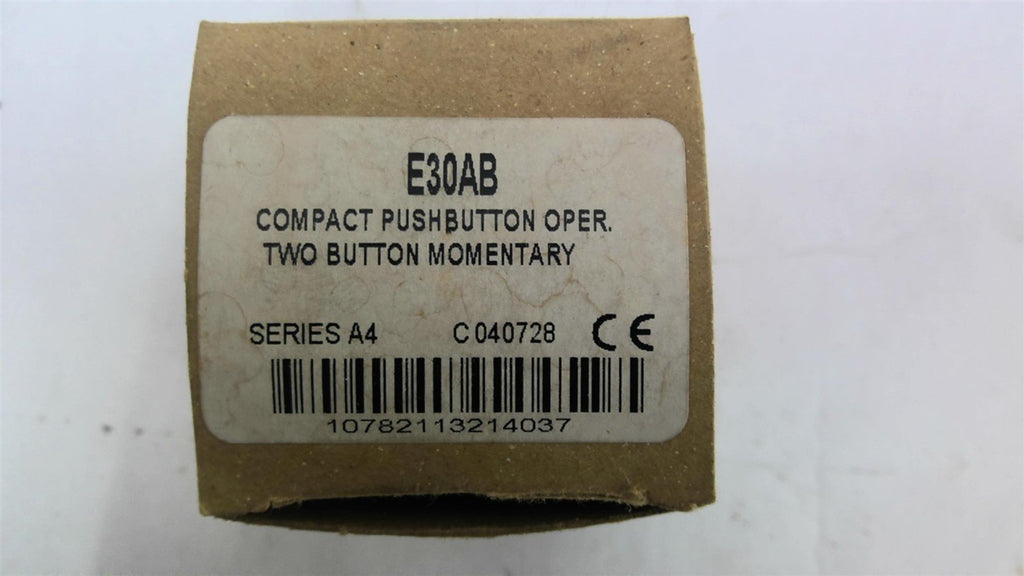 E30AB
COMPACT PUSHBUTTON OPER.
TWO BUTTON MOMENTARY
SERIES A4 C 040728 CE
10782113214037